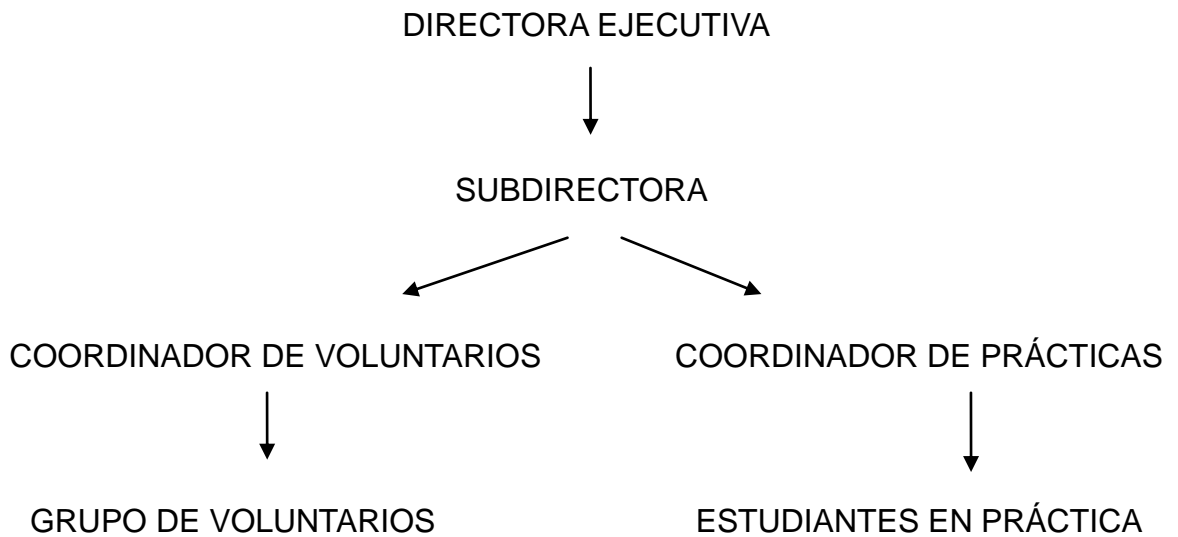 DIRECTORA EJECUTIVA
SUBDIRECTORA
COORDINADOR DE VOLUNTARIOS
COORDINADOR DE PRÁCTICAS
GRUPO DE VOLUNTARIOS
ESTUDIANTES EN PRÁCTICA